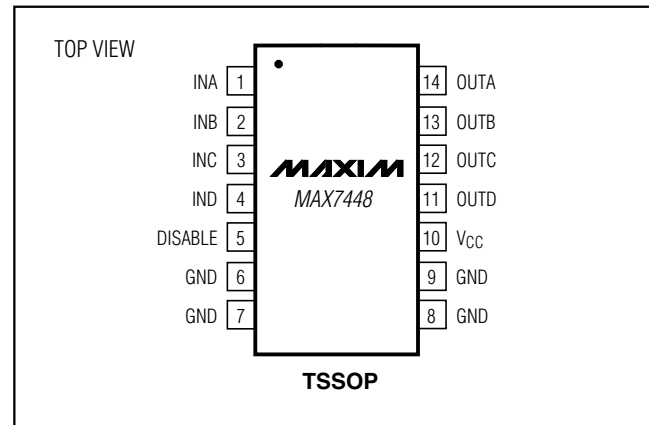 TOP VIEW
INA 1
INB 2
INC 3
IND 4
DISABLE 5
GND 6
GND 7
MAXIM
MAX7448
14 OUTA
13 OUTB
12 OUTC
11 OUTD
10 VCC
9 GND
8 GND
TSSOP